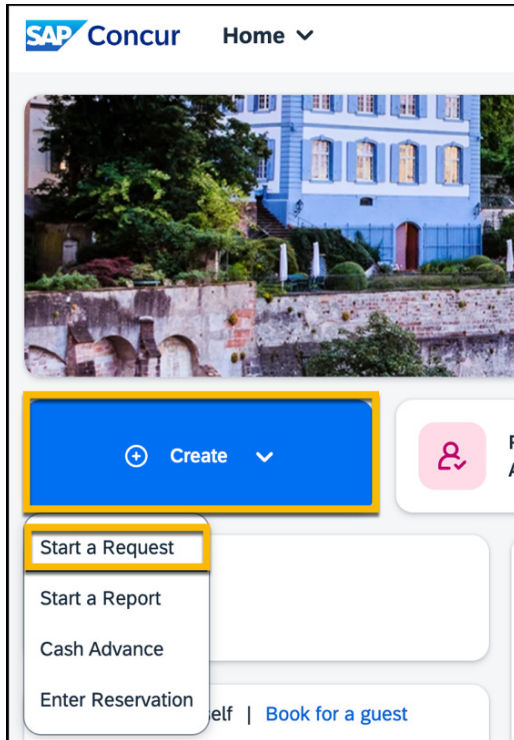 SAP Concur Home
Create
Start a Request
Start a Report
Cash Advance
Enter Reservation
elf | Book for a guest